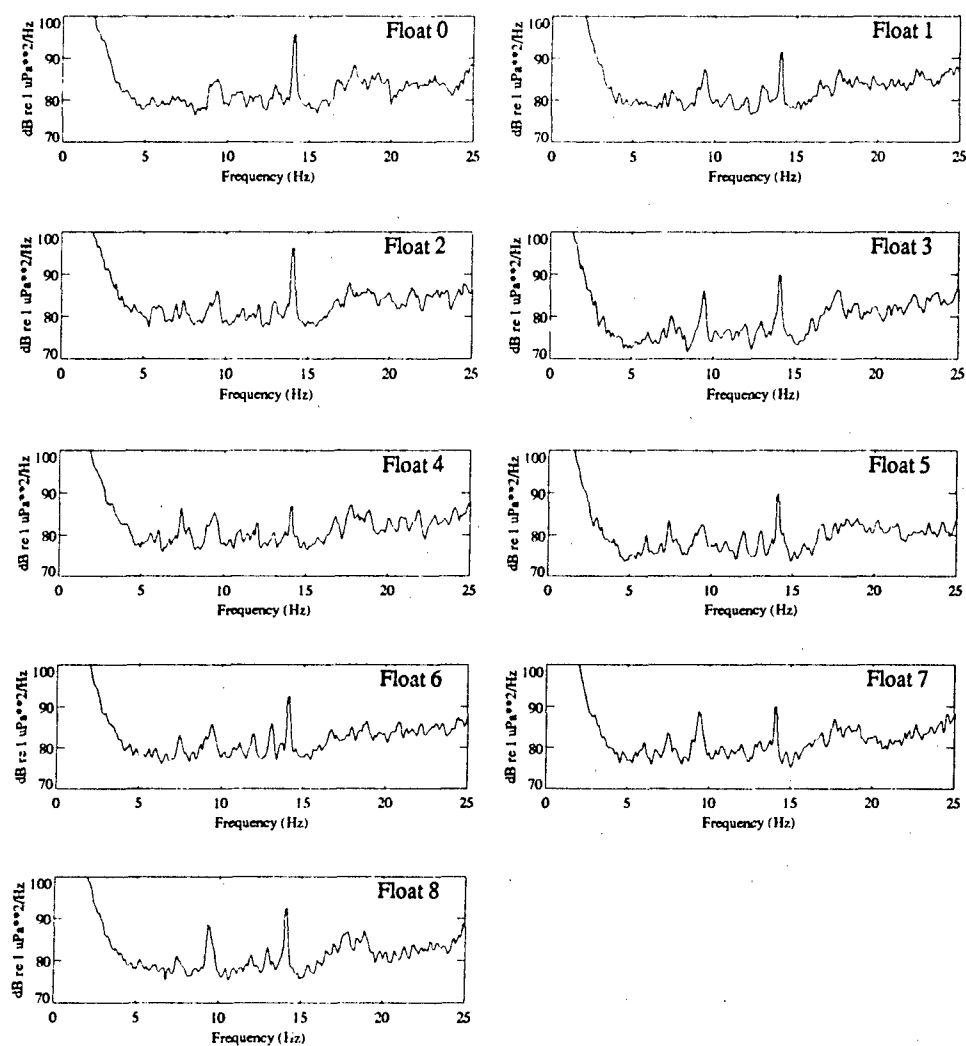 Float 0
dB re 1 uPa**2/Hz
100
90
80
70
0 5 10 15 20 25
Frequency (Hz)
Float 1
dB re 1 uPa**2/Hz
100
90
80
70
0 5 10 15 20 25
Frequency (Hz)
Float 2
dB re 1 uPa**2/Hz
100
90
80
70
0 5 10 15 20 25
Frequency (Hz)
Float 3
dB re 1 uPa**2/Hz
100
90
80
70
0 5 10 15 20 25
Frequency (Hz)
Float 4
dB re 1 uPa**2/Hz
100
90
80
70
0 5 10 15 20 25
Frequency (Hz)
Float 5
dB re 1 uPa**2/Hz
100
90
80
70
0 5 10 15 20 25
Frequency (Hz)
Float 6
dB re 1 uPa**2/Hz
100
90
80
70
0 5 10 15 20 25
Frequency (Hz)
Float 7
dB re 1 uPa**2/Hz
100
90
80
70
0 5 10 15 20 25
Frequency (Hz)
Float 8
dB re 1 uPa**2/Hz
100
90
80
70
0 5 10 15 20 25
Frequency (Hz)